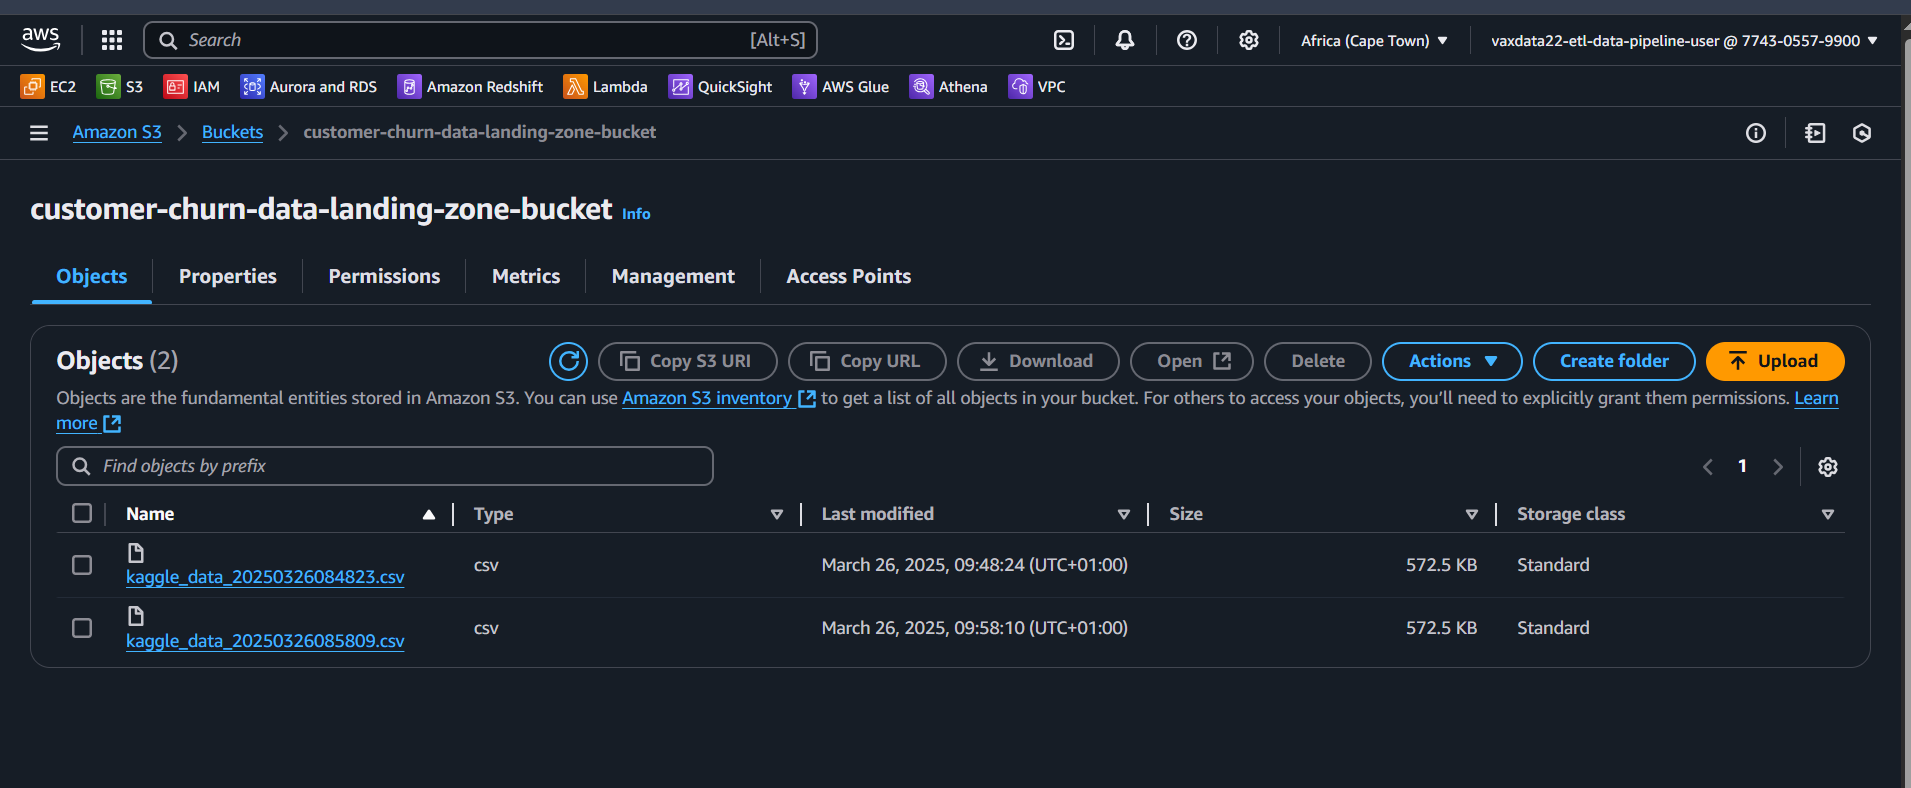 aws
Search [Alt+S]
Africa (Cape Town) vaxdata22-etl-data-pipeline-user @ 7743-0557-9900
EC2 S3 IAM Aurora and RDS Amazon Redshift Lambda QuickSight AWS Glue Athena VPC
Amazon S3 Buckets customer-churn-data-landing-zone-bucket
customer-churn-data-landing-zone-bucket Info
Objects Properties Permissions Metrics Management Access Points
Objects (2) Copy S3 URI Copy URL Download Open Delete Actions Create folder Upload
Objects are the fundamental entities stored in Amazon S3. You can use Amazon S3 inventory to get a list of all objects in your bucket. For others to access your objects, you’ll need to explicitly grant them permissions. Learn
more
Find objects by prefix 1
Name Type Last modified Size Storage class
kaggle_data_20250326084823.csv csv March 26, 2025, 09:48:24 (UTC+01:00) 572.5 KB Standard
kaggle_data_20250326085809.csv csv March 26, 2025, 09:58:10 (UTC+01:00) 572.5 KB Standard